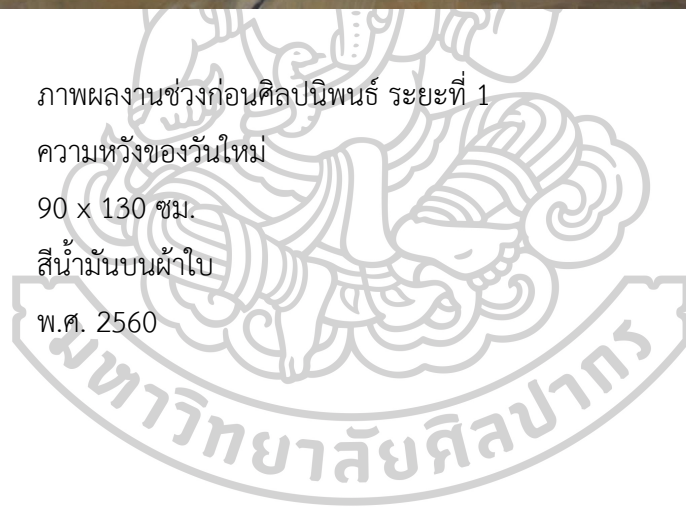 ภาพผลงานช่วงก่อนศิลปนิพนธ์ ระยะที่ 1
ความหวังของวันใหม่
90 x 130 ซม.
สีน้ำมันบนผ้าใบ
พ.ศ. 2560
มหาวิทยาลัยศิลปากร